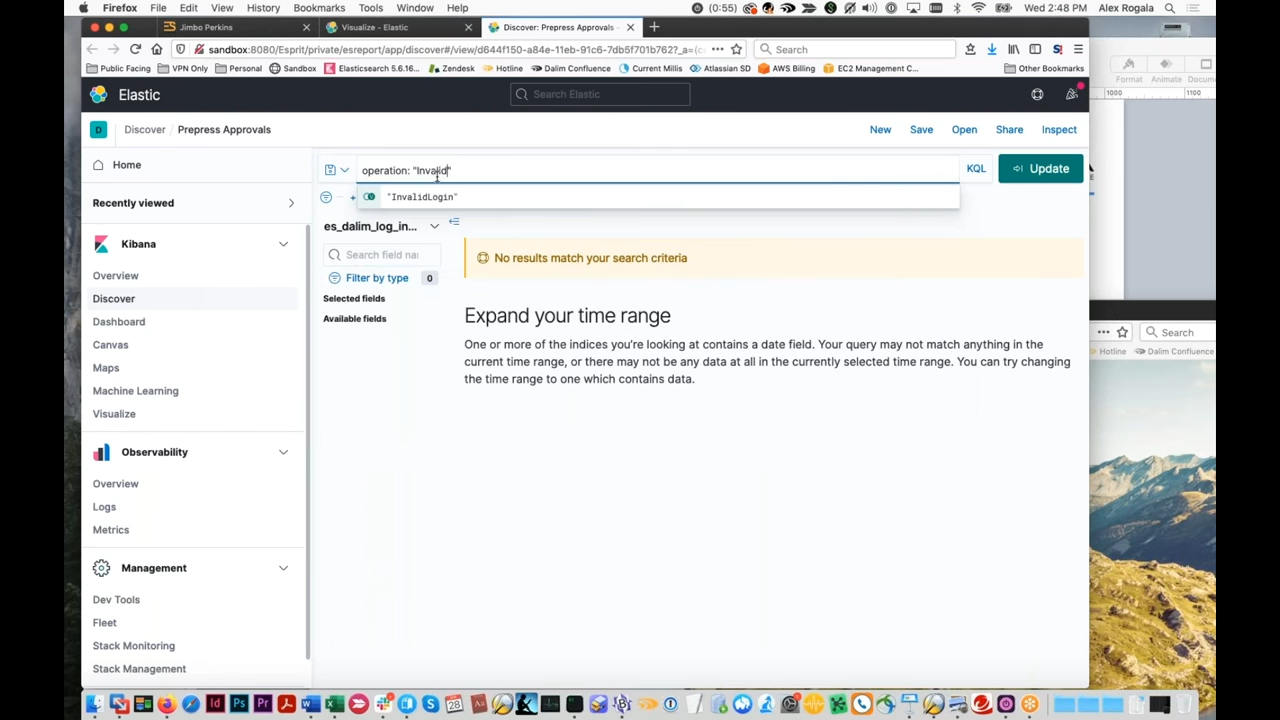 Firefox File Edit View History Bookmarks Tools Window Help (0:55) Wed 2:48 PM Alex Rogala
Jimbo Perkins Visualize - Elastic Discover: Prepress Approvals
sandbox:8080/Esprit/private/esreport/app/discover#/view/d644f150-a84e-11eb-91c6-7db5f701b762?_a=(c Search
Public Facing VPN Only Personal Sandbox Elasticsearch 5.6.16... Zendesk Hotline Dalim Confluence Current Millis Atlassian SD AWS Billing EC2 Management C... Other Bookmarks
Format Animate
1000 1100
Elastic Search Elastic
D Discover / Prepress Approvals New Save Open Share Inspect
Home
operation: "Invalid" KQL Update
"InvalidLogin"
Recently viewed
es_dalim_log_in...
Kibana
Search field nar
Filter by type 0
Selected fields
Available fields
No results match your search criteria
Expand your time range
One or more of the indices you're looking at contains a date field. Your query may not match anything in the
current time range, or there may not be any data at all in the currently selected time range. You can try changing
the time range to one which contains data.
Overview
Discover
Dashboard
Canvas
Maps
Machine Learning
Visualize
Observability
Overview
Logs
Metrics
Management
Dev Tools
Fleet
Stack Monitoring
Stack Management
Search
Hotline Dalim Confluence